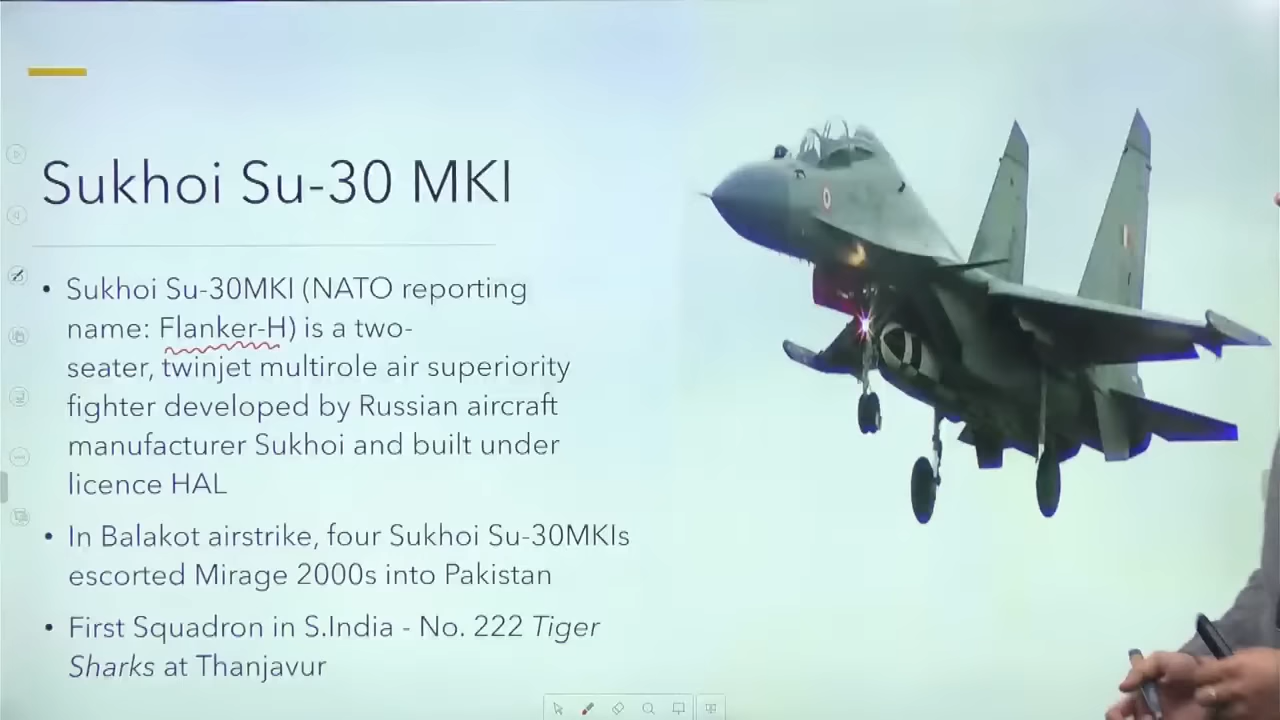 Sukhoi Su-30 MKI
• Sukhoi Su-30MKI (NATO reporting
name: Flanker-H) is a two-
seater, twinjet multirole air superiority
fighter developed by Russian aircraft
manufacturer Sukhoi and built under
licence HAL
• In Balakot airstrike, four Sukhoi Su-30MKIs
escorted Mirage 2000s into Pakistan
• First Squadron in S.India - No. 222 Tiger
Sharks at Thanjavur